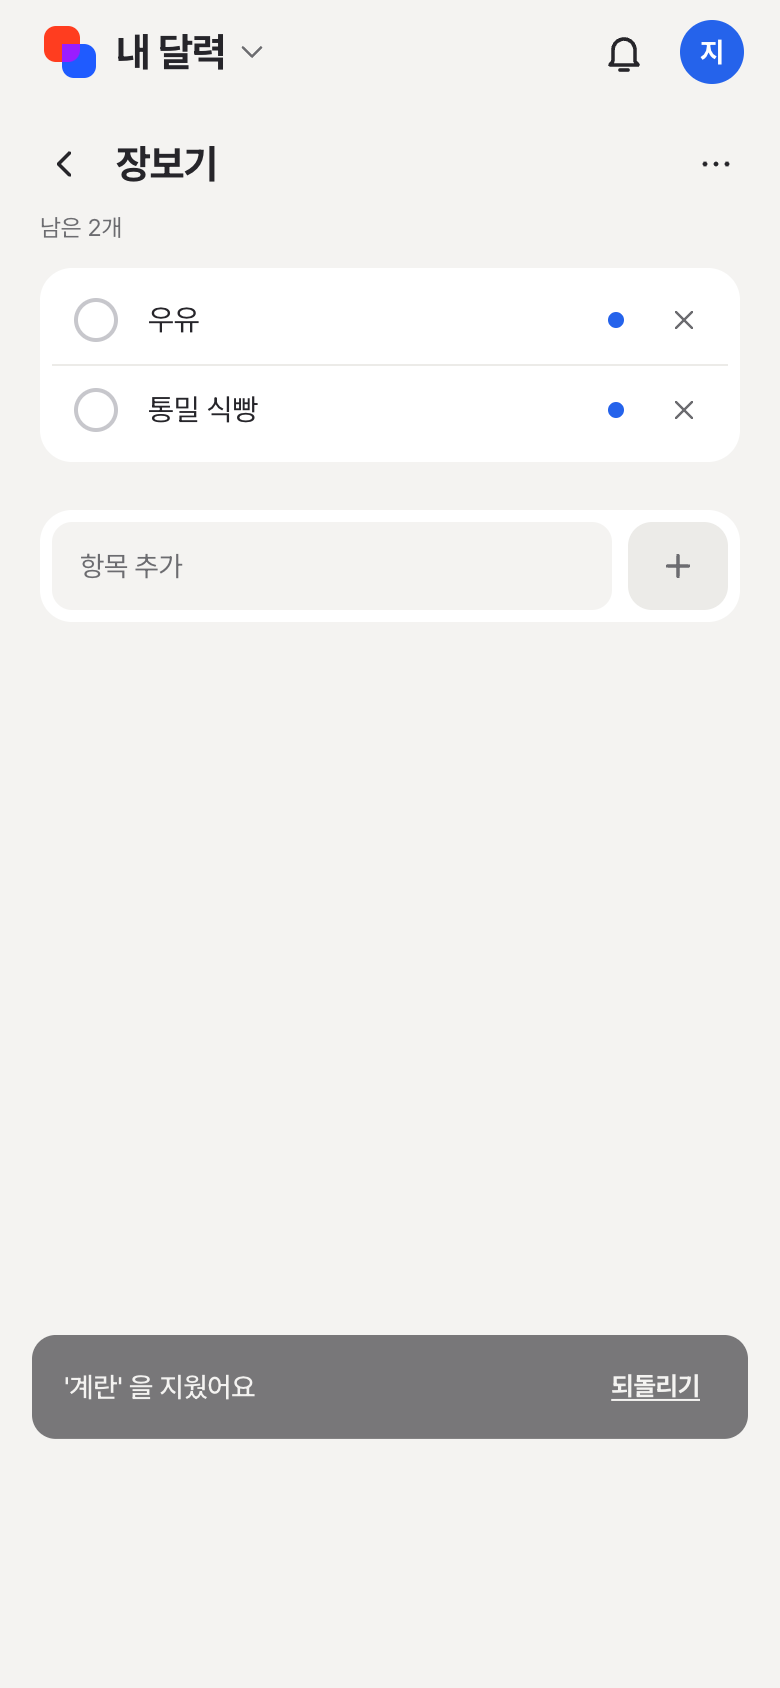 내 달력
지
장보기
남은 2개
우유
통밀 식빵
항목 추가
'계란' 을 지웠어요
되돌리기